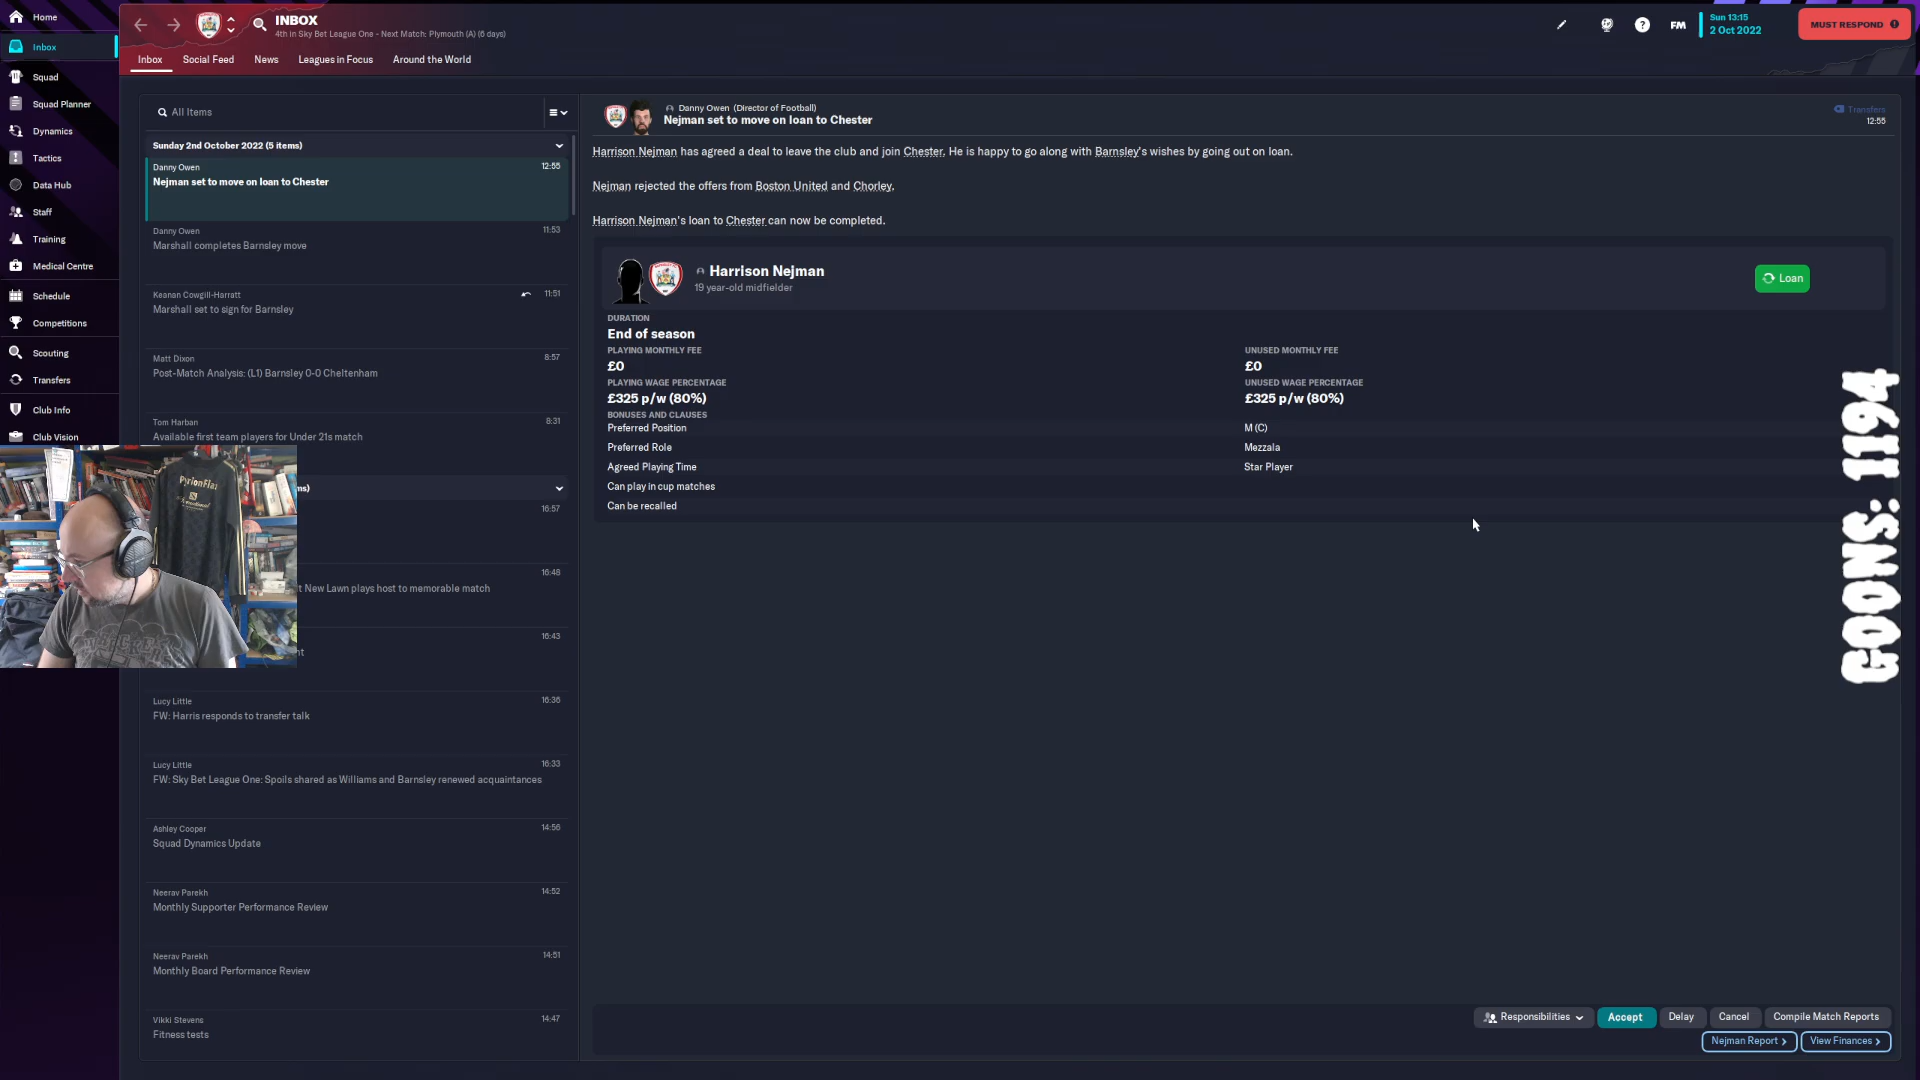 Home
Inbox
Squad
Squad Planner
Dynamics
Tactics
Data Hub
Staff
Training
Medical Centre
Schedule
Competitions
Scouting
Transfers
Club Info
Club Vision
INBOX
4th in Sky Bet League One - Next Match: Plymouth (A) (6 days)
FM
Sun 13:15
2 Oct 2022
MUST RESPOND
Inbox
Social Feed
News
Leagues in Focus
Around the World
All Items
Sunday 2nd October 2022 (5 items)
Danny Owen 12:55
Nejman set to move on loan to Chester
Danny Owen 11:53
Marshall completes Barnsley move
Keanan Cowgill-Harratt 11:51
Marshall set to sign for Barnsley
Matt Dixon 8:57
Post-Match Analysis: (L1) Barnsley 0-0 Cheltenham
Tom Harban 8:31
Available first team players for Under 21s match
ms)
16:57
16:48
t New Lawn plays host to memorable match
16:43
nt
Lucy Little 16:36
FW: Harris responds to transfer talk
Lucy Little 16:33
FW: Sky Bet League One: Spoils shared as Williams and Barnsley renewed acquaintances
Ashley Cooper 14:56
Squad Dynamics Update
Neerav Parekh 14:52
Monthly Supporter Performance Review
Neerav Parekh 14:51
Monthly Board Performance Review
Vikki Stevens 14:47
Fitness tests
Danny Owen (Director of Football)
Nejman set to move on loan to Chester
Transfers
12:55
Harrison Nejman has agreed a deal to leave the club and join Chester. He is happy to go along with Barnsley's wishes by going out on loan.
Nejman rejected the offers from Boston United and Chorley.
Harrison Nejman's loan to Chester can now be completed.
Harrison Nejman
19 year-old midfielder
Loan
DURATION
End of season
PLAYING MONTHLY FEE UNUSED MONTHLY FEE
£0 £0
PLAYING WAGE PERCENTAGE UNUSED WAGE PERCENTAGE
£325 p/w (80%) £325 p/w (80%)
BONUSES AND CLAUSES
Preferred Position M (C)
Preferred Role Mezzala
Agreed Playing Time Star Player
Can play in cup matches
Can be recalled
GOONS: 1194
PyrionFlax
Responsibilities
Accept
Delay
Cancel
Compile Match Reports
Nejman Report
View Finances